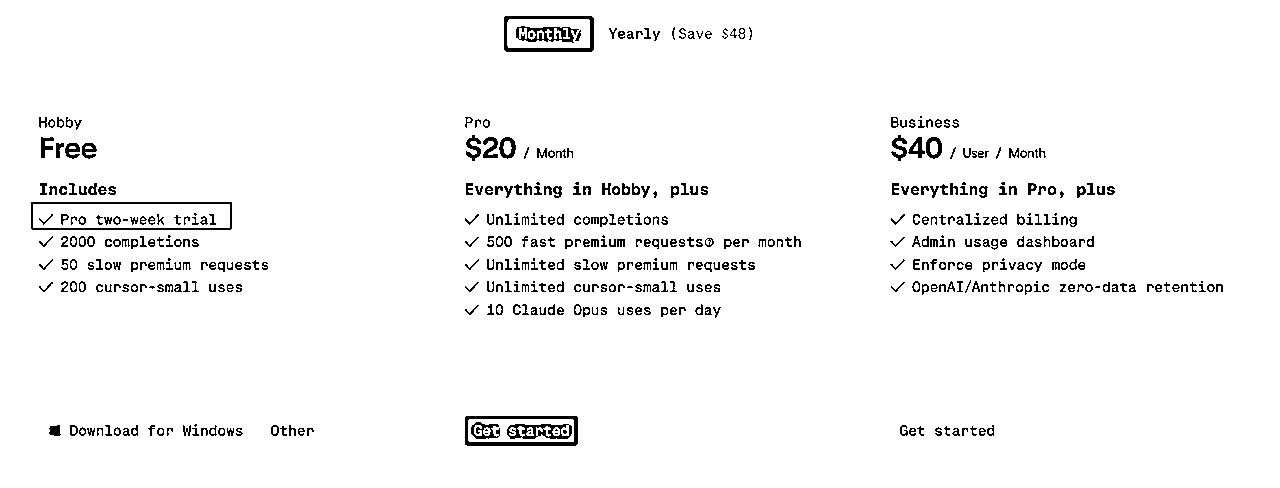 Monthly Yearly (Save $48)
Hobby
Free
Includes
Pro two-week trial
2000 completions
50 slow premium requests
200 cursor-small uses
Download for Windows Other
Pro
$20 / Month
Everything in Hobby, plus
Unlimited completions
500 fast premium requests per month
Unlimited slow premium requests
Unlimited cursor-small uses
10 Claude Opus uses per day
Get started
Business
$40 / User / Month
Everything in Pro, plus
Centralized billing
Admin usage dashboard
Enforce privacy mode
OpenAI/Anthropic zero-data retention
Get started